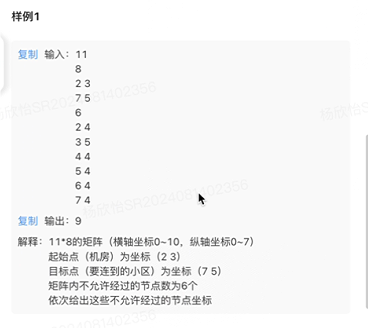 样例1
复制 输入：11
8
2 3
7 5
6
2 4
3 5
4 4
5 4
6 4
7 4
复制 输出：9
解释：11*8的矩阵（横轴坐标0~10，纵轴坐标0~7）
起始点（机房）为坐标（2 3）
目标点（要连到的小区）为坐标（7 5）
矩阵内不允许经过的节点数为6个
依次给出这些不允许经过的节点坐标